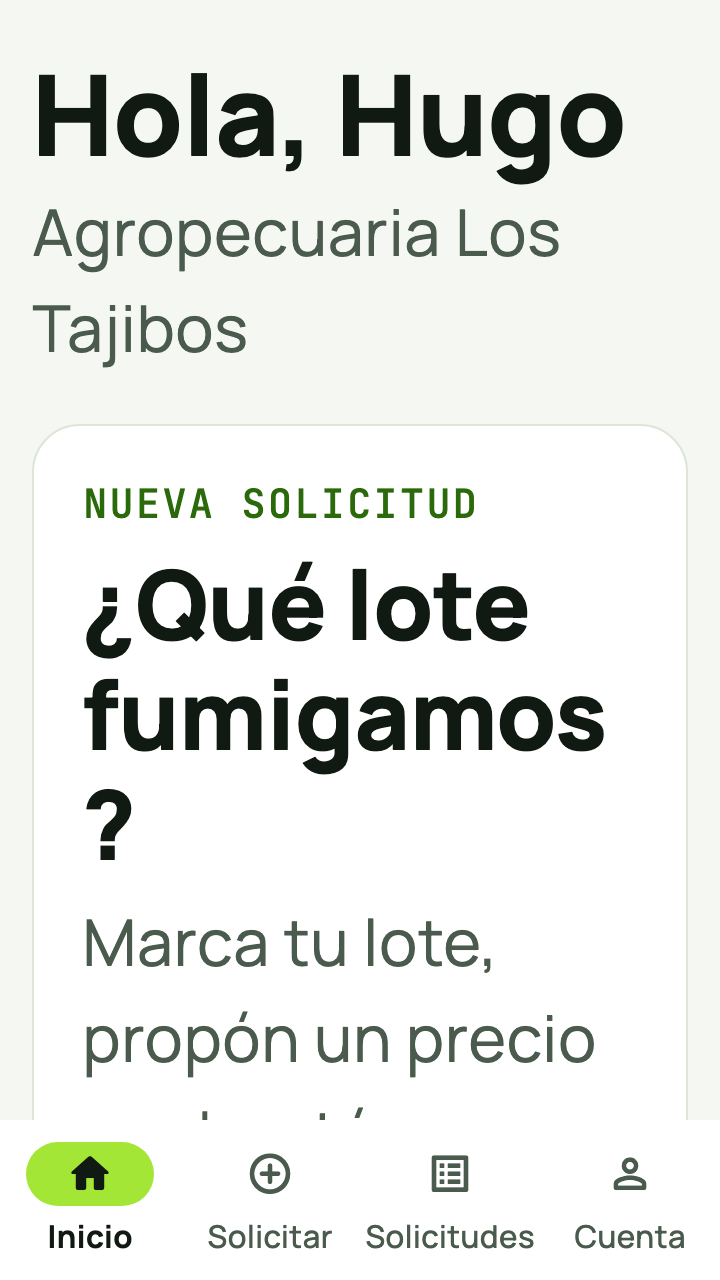 Hola, Hugo
Agropecuaria Los
Tajibos
NUEVA SOLICITUD
¿Qué lote
fumigamos
?
Marca tu lote,
propón un precio
Inicio
Solicitar
Solicitudes
Cuenta